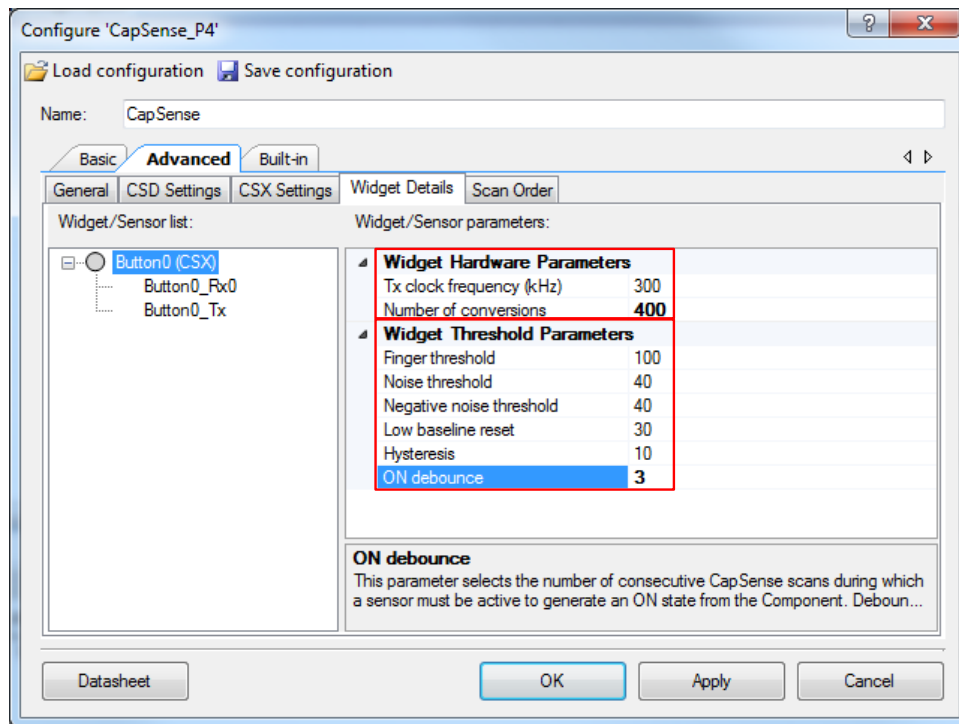 Configure 'CapSense_P4'
Load configuration Save configuration
Name: CapSense
Basic Advanced Built-in
General CSD Settings CSX Settings Widget Details Scan Order
Widget/Sensor list: Widget/Sensor parameters:
Button0 (CSX)
Button0_Rx0
Button0_Tx
Widget Hardware Parameters
Tx clock frequency (kHz) 300
Number of conversions 400
Widget Threshold Parameters
Finger threshold 100
Noise threshold 40
Negative noise threshold 40
Low baseline reset 30
Hysteresis 10
ON debounce 3
ON debounce
This parameter selects the number of consecutive CapSense scans during which
a sensor must be active to generate an ON state from the Component. Deboun...
Datasheet OK Apply Cancel